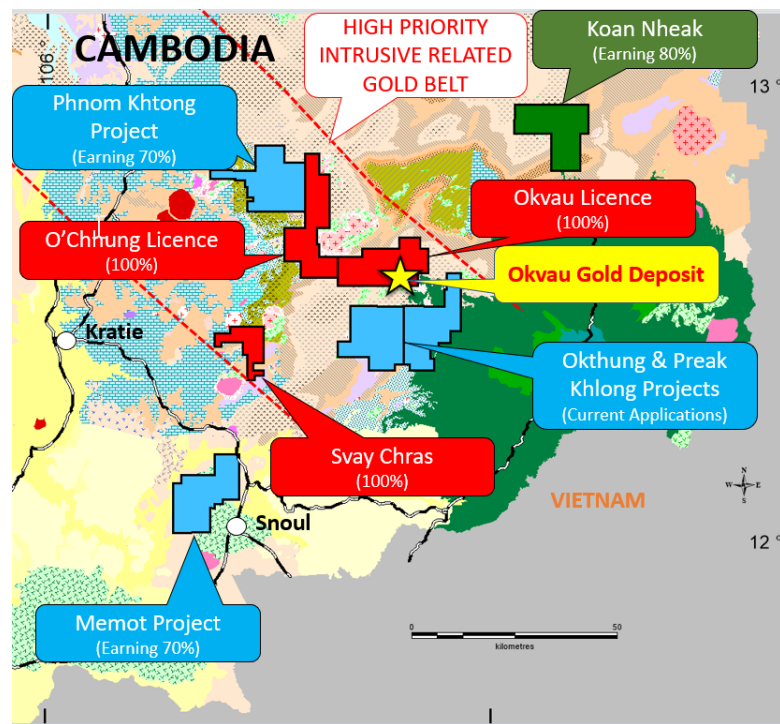 CAMBODIA
106
HIGH PRIORITY
INTRUSIVE RELATED
GOLD BELT
Koan Nheak
(Earning 80%)
13 °
Phnom Khtong
Project
(Earning 70%)
Okvau Licence
(100%)
O'Chhung Licence
(100%)
Okvau Gold Deposit
Kratie
Okthung & Preak
Khlong Projects
(Current Applications)
Svay Chras
(100%)
N
W E
S
VIETNAM
Snoul
12 °
Memot Project
(Earning 70%)
0 50
kilometres